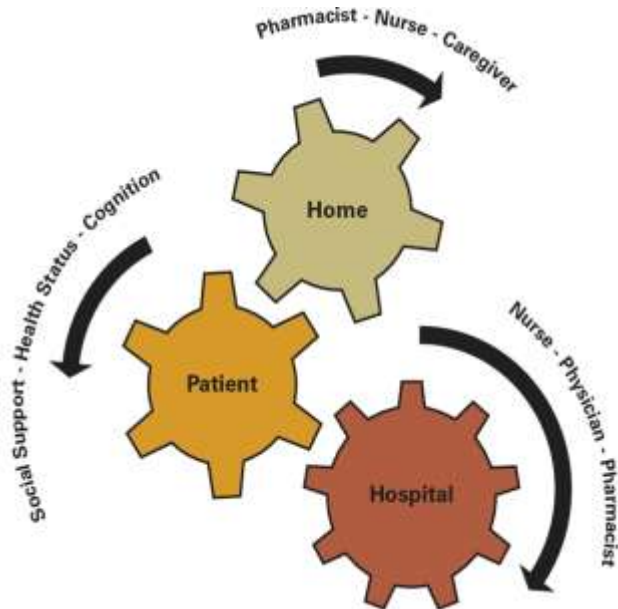 Pharmacist - Nurse - Caregiver
Home
Social Support - Health Status - Cognition
Patient
Nurse - Physician - Pharmacist
Hospital